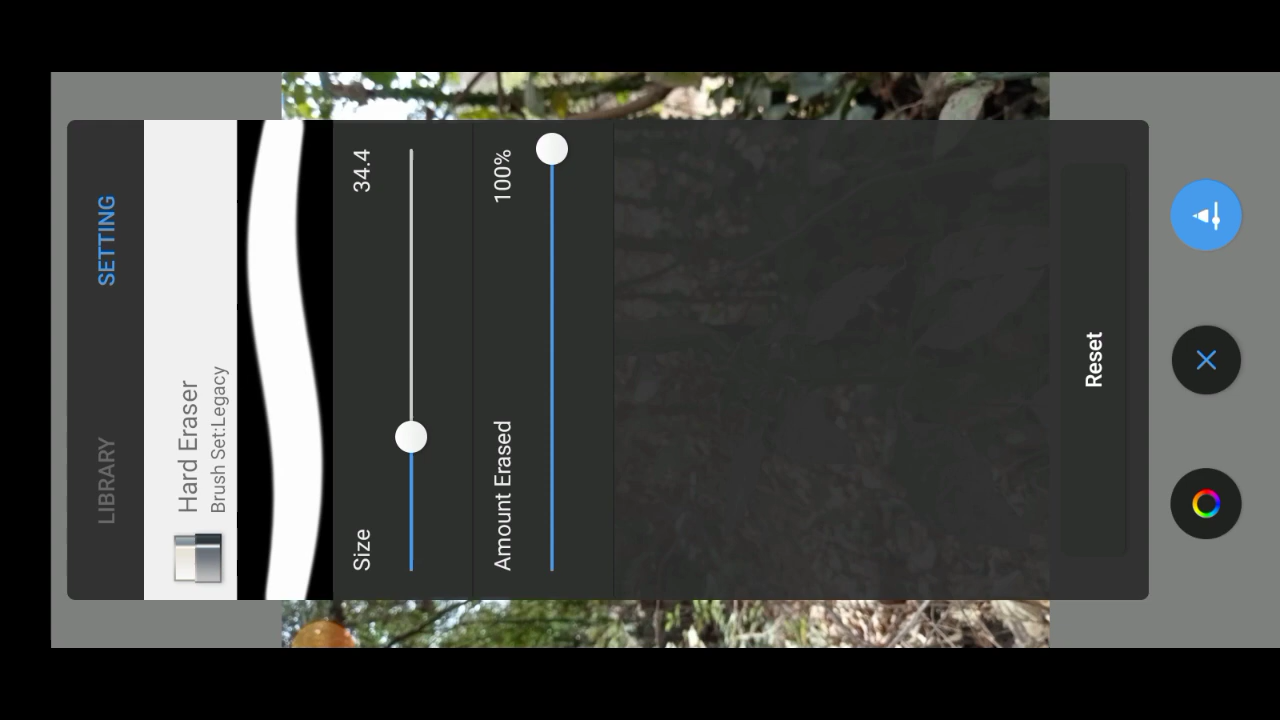 LIBRARY
SETTING
Hard Eraser
Brush Set:Legacy
Size
34.4
Amount Erased
100%
Reset